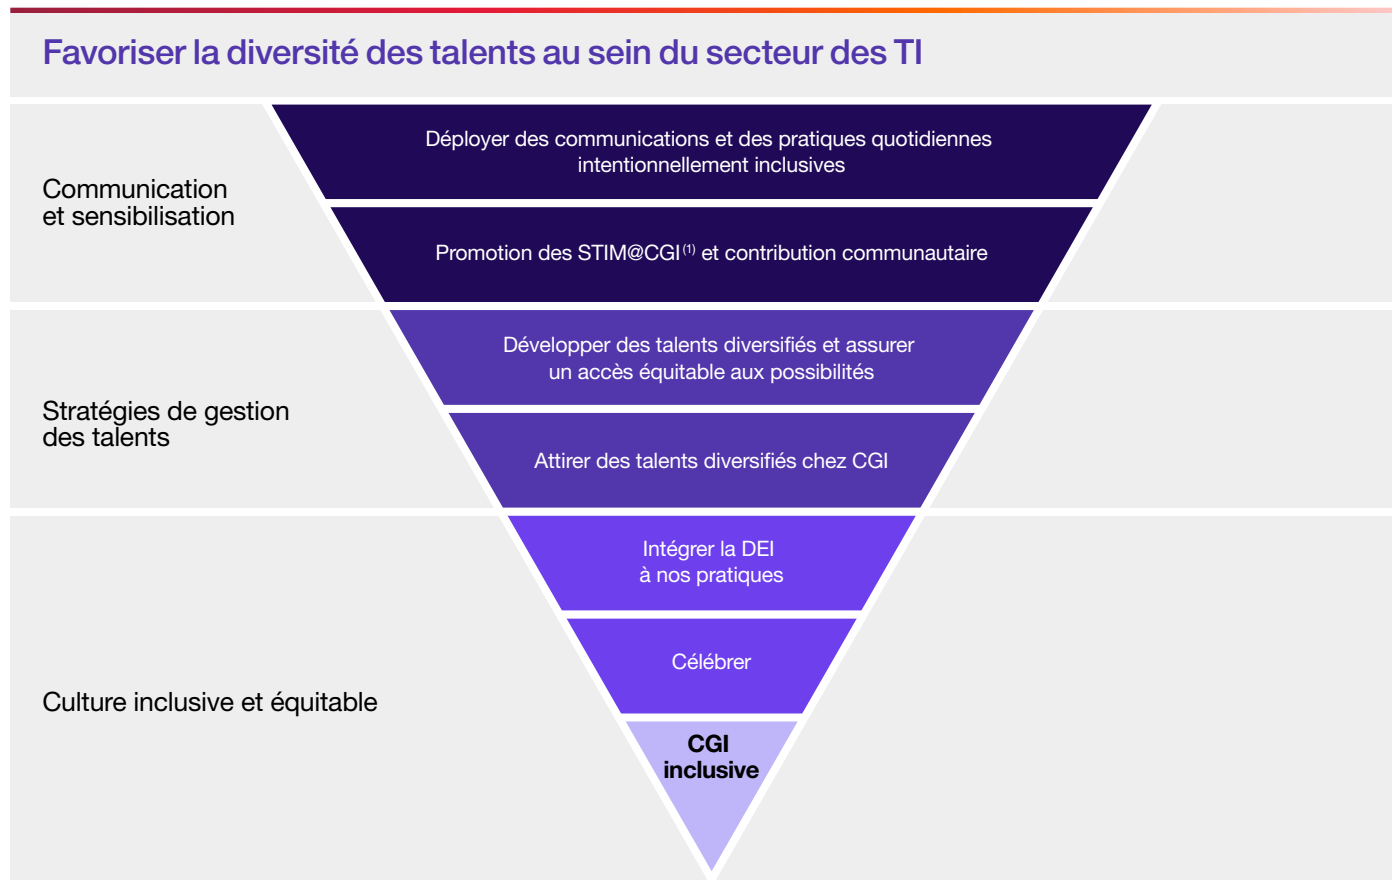 Favoriser la diversité des talents au sein du secteur des TI
Communication
et sensibilisation
Déployer des communications et des pratiques quotidiennes
intentionnellement inclusives
Promotion des STIM@CGI(1) et contribution communautaire
Stratégies de gestion
des talents
Développer des talents diversifiés et assurer
un accès équitable aux possibilités
Attirer des talents diversifiés chez CGI
Culture inclusive et équitable
Intégrer la DEI
à nos pratiques
Célébrer
CGI
inclusive